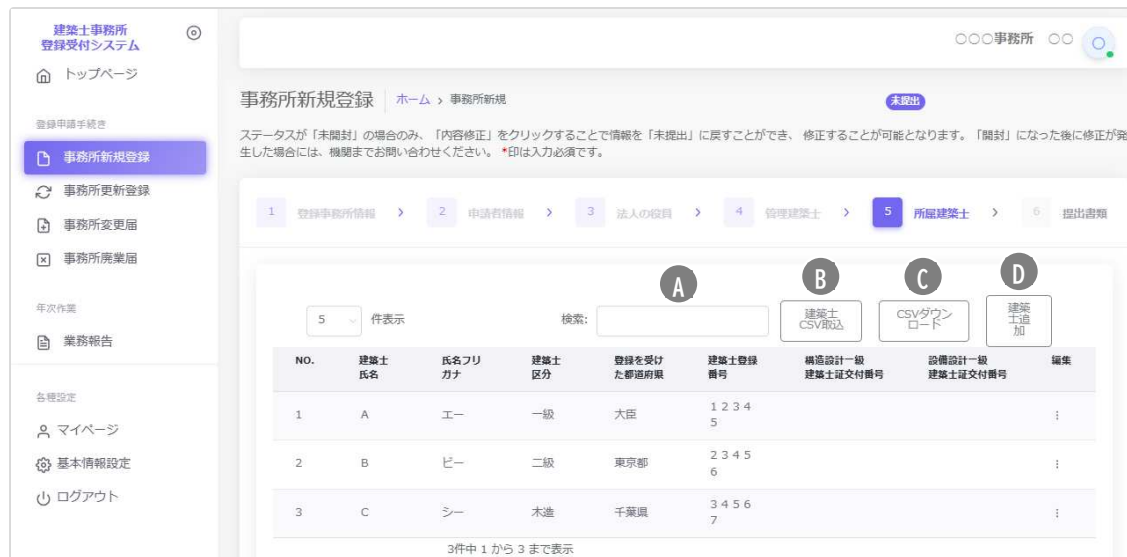 建築士事務所
登録受付システム
トップページ
登録申請手続き
事務所新規登録
事務所更新登録
事務所変更届
事務所廃業届
年次作業
業務報告
各種設定
マイページ
基本情報設定
ログアウト
○○○事務所 ○○ ○
事務所新規登録 ホーム > 事務所新規 未提出
ステータスが「未開封」の場合のみ、「内容修正」をクリックすることで情報を「未提出」に戻すことができ、 修正することが可能となります。「開封」になった後に修正が発
生した場合には、機関までお問い合わせください。 *印は入力必須です。
1 登録事務所情報 > 2 申請者情報 > 3 法人の役員 > 4 管理建築士 > 5 所属建築士 > 6 提出書類
A B C D
5 件表示 検索: 建築士 CSV取込 CSVダウンロード 建築士追加
NO. 建築士氏名 氏名フリガナ 建築士区分 登録を受けた都道府県 建築士登録番号 構造設計一級建築士証交付番号 設備設計一級建築士証交付番号 編集
1 A エー 一級 大臣 12345
2 B ビー 二級 東京都 23456
3 C シー 木造 千葉県 34567
3件中 1 から 3 まで表示